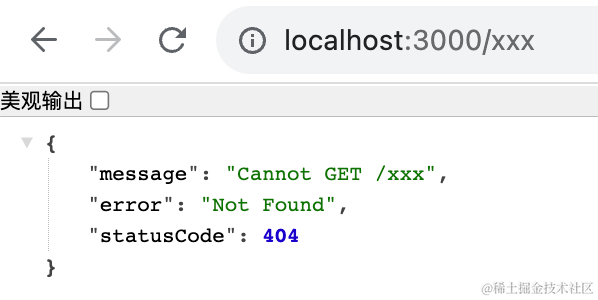 localhost:3000/xxx
美观输出
{
"message": "Cannot GET /xxx",
"error": "Not Found",
"statusCode": 404
}
@稀土掘金技术社区